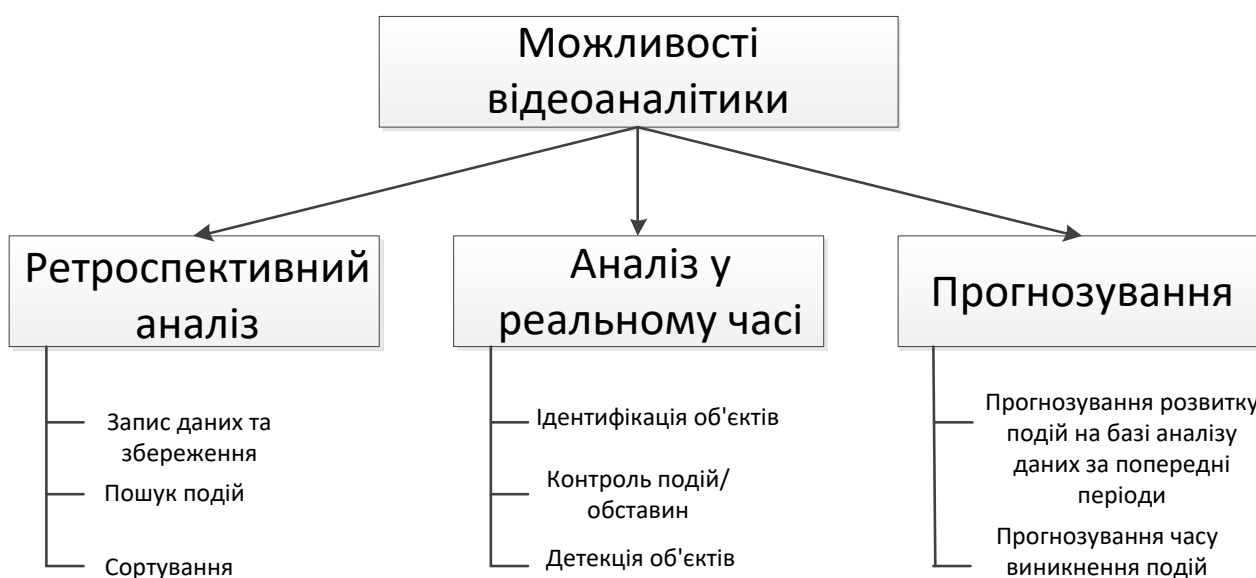 Можливості
відеоаналітики
Ретроспективний
аналіз
Запис даних та
збереження
Пошук подій
Сортування
Аналіз у
реальному часі
Ідентифікація об'єктів
Контроль подій/
обставин
Детекція об'єктів
Прогнозування
Прогнозування розвитку
подій на базі аналізу
даних за попередні
періоди
Прогнозування часу
виникнення подій